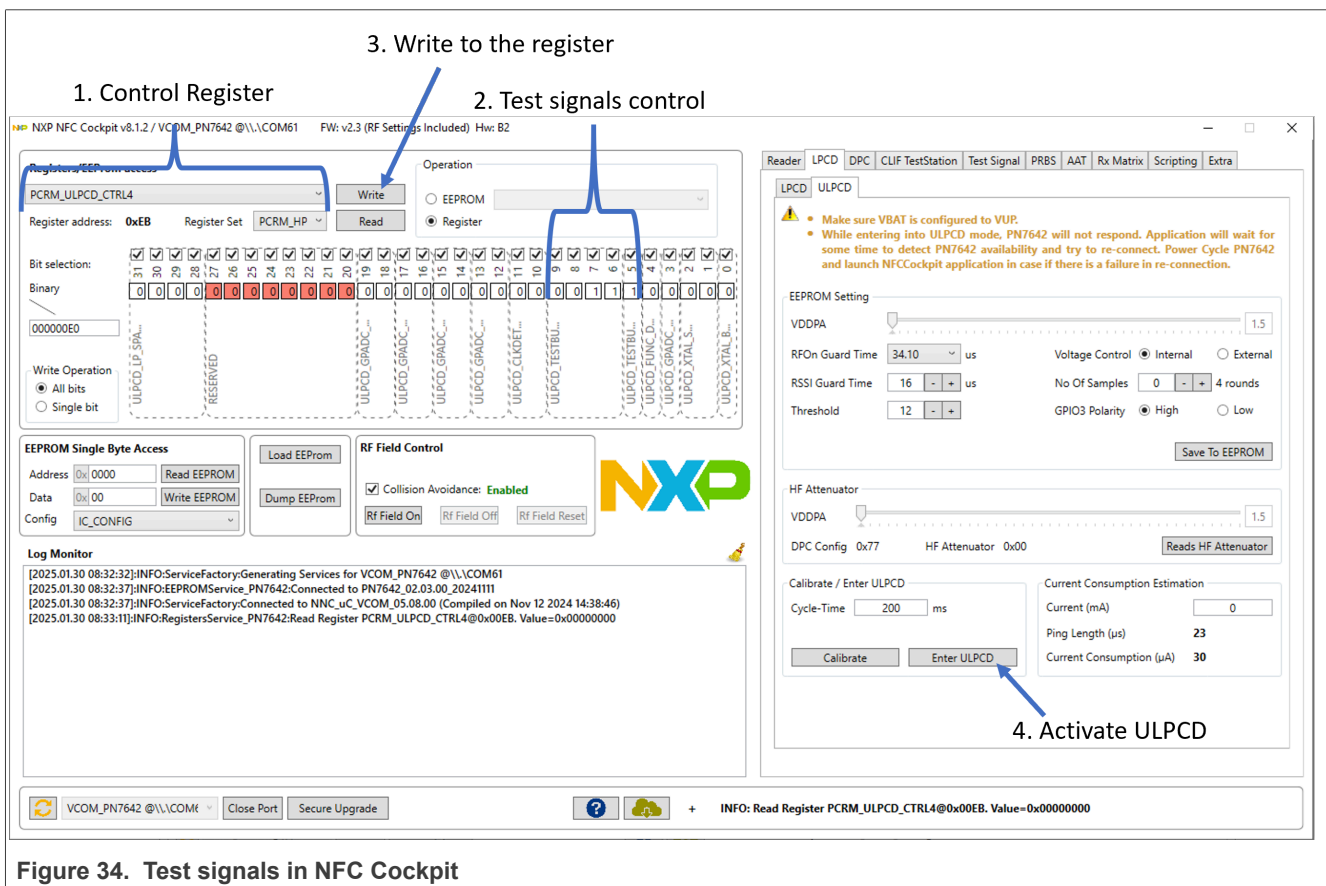 3. Write to the register
1. Control Register
2. Test signals control
NXP NFC Cockpit v8.1.2 / VCOM_PN7642 @\\.\COM61 FW: v2.3 (RF Settings Included) Hw: B2
Registers/EEProm access
PCRM_ULPCD_CTRL4
Write
Register address: 0xEB
Register Set
PCRM_HP
Read
Operation
EEPROM
Register
Bit selection:
31 30 29 28 27 26 25 24 23 22 21 20 19 18 17 16 15 14 13 12 11 10 9 8 7 6 5 4 3 2 1 0
Binary
0 0 0 0 0 0 0 0 0 0 0 0 0 0 0 0 0 0 0 0 0 0 0 0 1 1 1 0 0 0 0 0
000000E0
Write Operation
All bits
Single bit
ULPCD_LP_SPA...
RESERVED
ULPCD_GPADC_...
ULPCD_GPADC_...
ULPCD_GPADC_...
ULPCD_GPADC_...
ULPCD_CLKDET...
ULPCD_TESTBU...
ULPCD_TESTBU...
ULPCD_FUNC_D...
ULPCD_GPADC_...
ULPCD_XTAL_S...
ULPCD_XTAL_B...
EEPROM Single Byte Access
Address 0x 0000 Read EEPROM
Data 0x 00 Write EEPROM
Config IC_CONFIG
Load EEProm
Dump EEProm
RF Field Control
Collision Avoidance: Enabled
Rf Field On Rf Field Off Rf Field Reset
NXP
Log Monitor
[2025.01.30 08:32:32]:INFO:ServiceFactory:Generating Services for VCOM_PN7642 @\\.\COM61
[2025.01.30 08:32:37]:INFO:EEPROMService_PN7642:Connected to PN7642_02.03.00_20241111
[2025.01.30 08:32:37]:INFO:ServiceFactory:Connected to NNC_uC_VCOM_05.08.00 (Compiled on Nov 12 2024 14:38:46)
[2025.01.30 08:33:11]:INFO:RegistersService_PN7642:Read Register PCRM_ULPCD_CTRL4@0x00EB. Value=0x00000000
Reader LPCD DPC CLIF TestStation Test Signal PRBS AAT Rx Matrix Scripting Extra
LPCD ULPCD
• Make sure VBAT is configured to VUP.
• While entering into ULPCD mode, PN7642 will not respond. Application will wait for
some time to detect PN7642 availability and try to re-connect. Power Cycle PN7642
and launch NFCCockpit application in case if there is a failure in re-connection.
EEPROM Setting
VDDPA 1.5
RFOn Guard Time 34.10 us Voltage Control Internal External
RSSI Guard Time 16 - + us No Of Samples 0 - + 4 rounds
Threshold 12 - + GPIO3 Polarity High Low
Save To EEPROM
HF Attenuator
VDDPA 1.5
DPC Config 0x77 HF Attenuator 0x00 Reads HF Attenuator
Calibrate / Enter ULPCD
Cycle-Time 200 ms
Calibrate Enter ULPCD
Current Consumption Estimation
Current (mA) 0
Ping Length (μs) 23
Current Consumption (μA) 30
4. Activate ULPCD
VCOM_PN7642 @\\.\COM6 Close Port Secure Upgrade ? + INFO: Read Register PCRM_ULPCD_CTRL4@0x00EB. Value=0x00000000
Figure 34. Test signals in NFC Cockpit